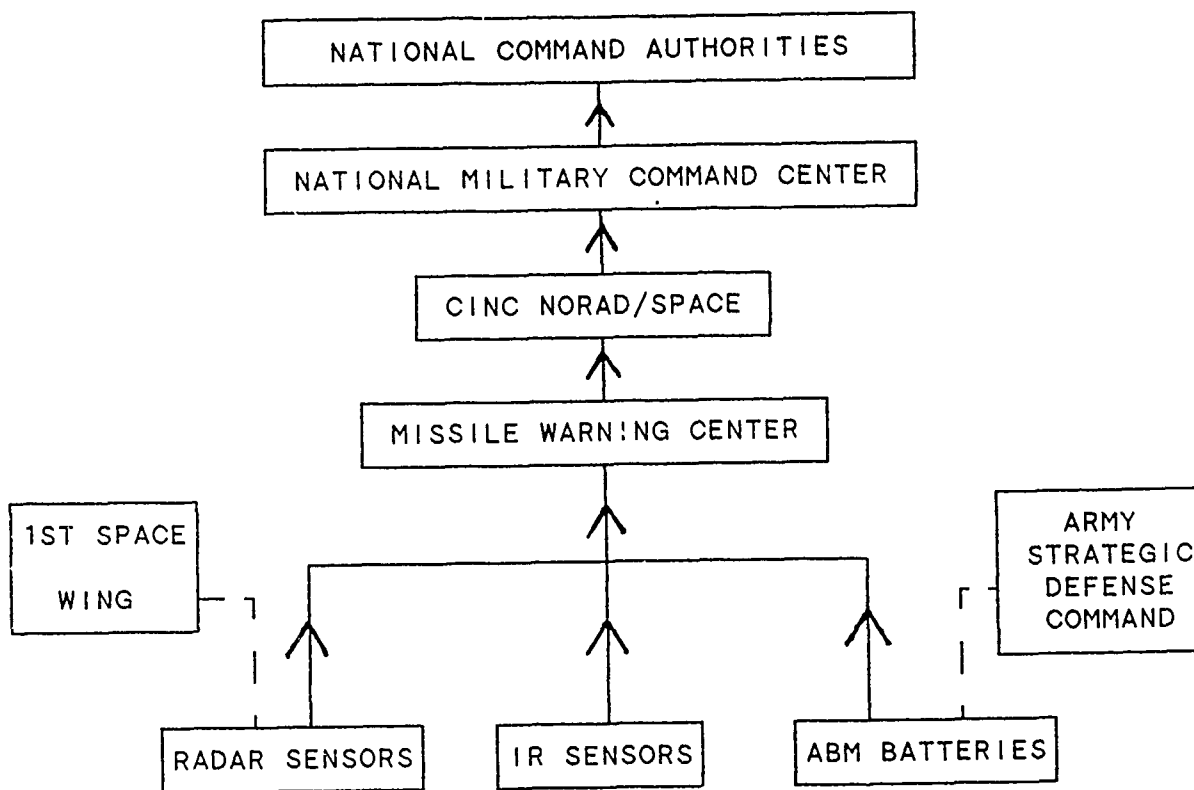 NATIONAL COMMAND AUTHORITIES
NATIONAL MILITARY COMMAND CENTER
CINC NORAD/SPACE
MISSILE WARNING CENTER
1ST SPACE
WING
ARMY
STRATEGIC
DEFENSE
COMMAND
RADAR SENSORS
IR SENSORS
ABM BATTERIES